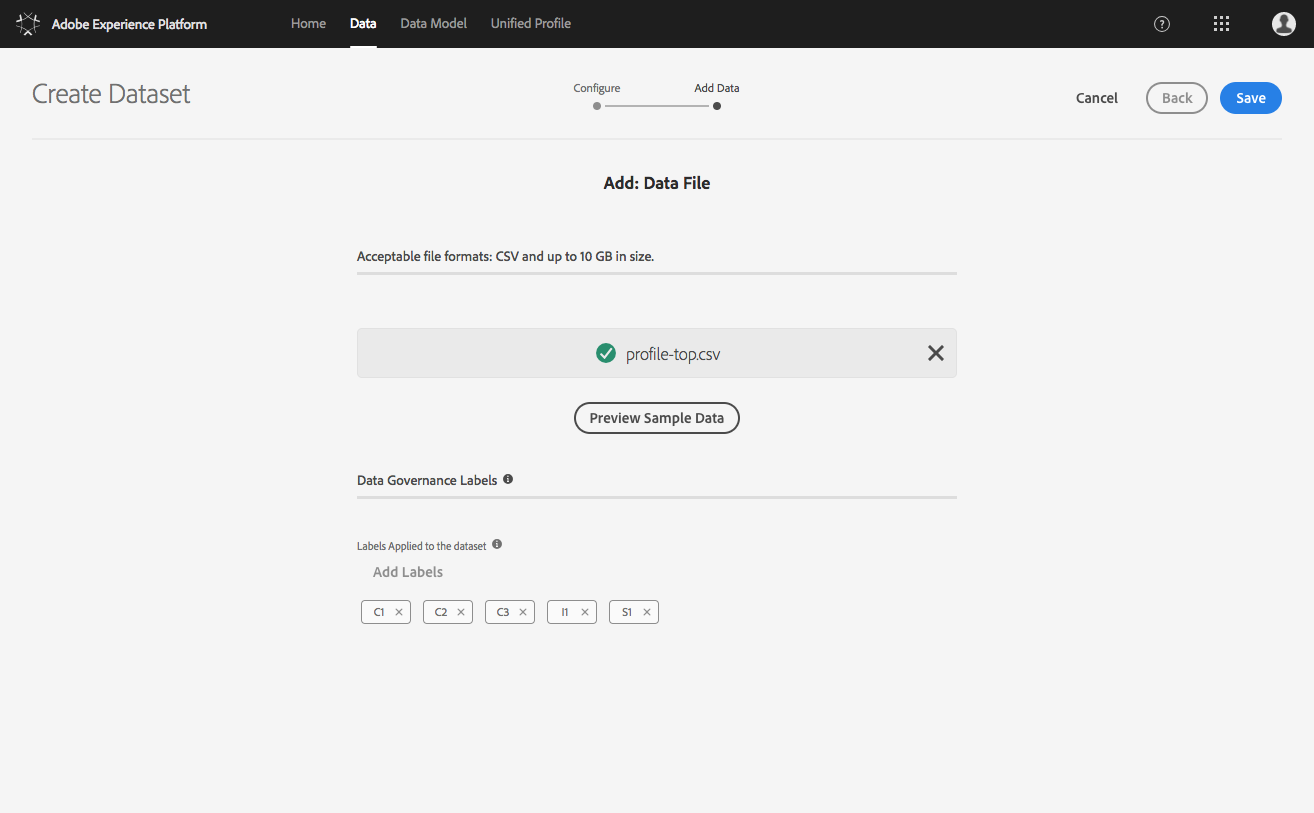 Adobe Experience Platform
Home Data Data Model Unified Profile
Create Dataset
Configure Add Data
Cancel Back Save
Add: Data File
Acceptable file formats: CSV and up to 10 GB in size.
profile-top.csv
Preview Sample Data
Data Governance Labels
Labels Applied to the dataset
Add Labels
C1 C2 C3 I1 S1